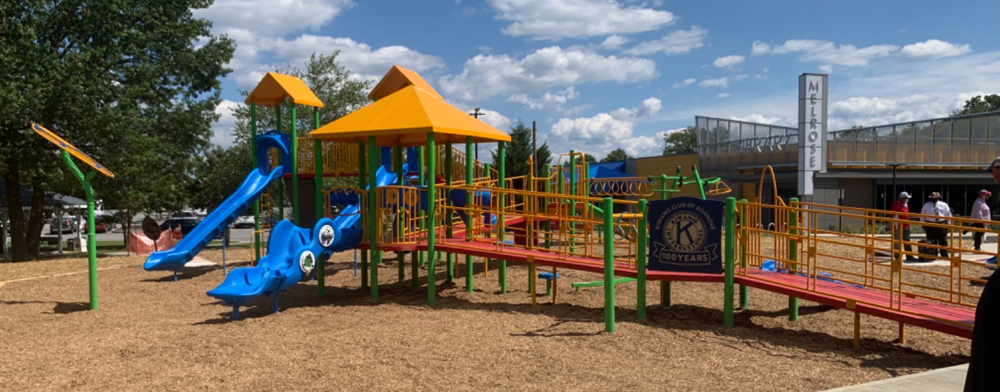 LIBRARY
MELROSE
KIWANIS CLUB OF ROANOKE
KIWANIS
K
INTERNATIONAL
100 YEARS